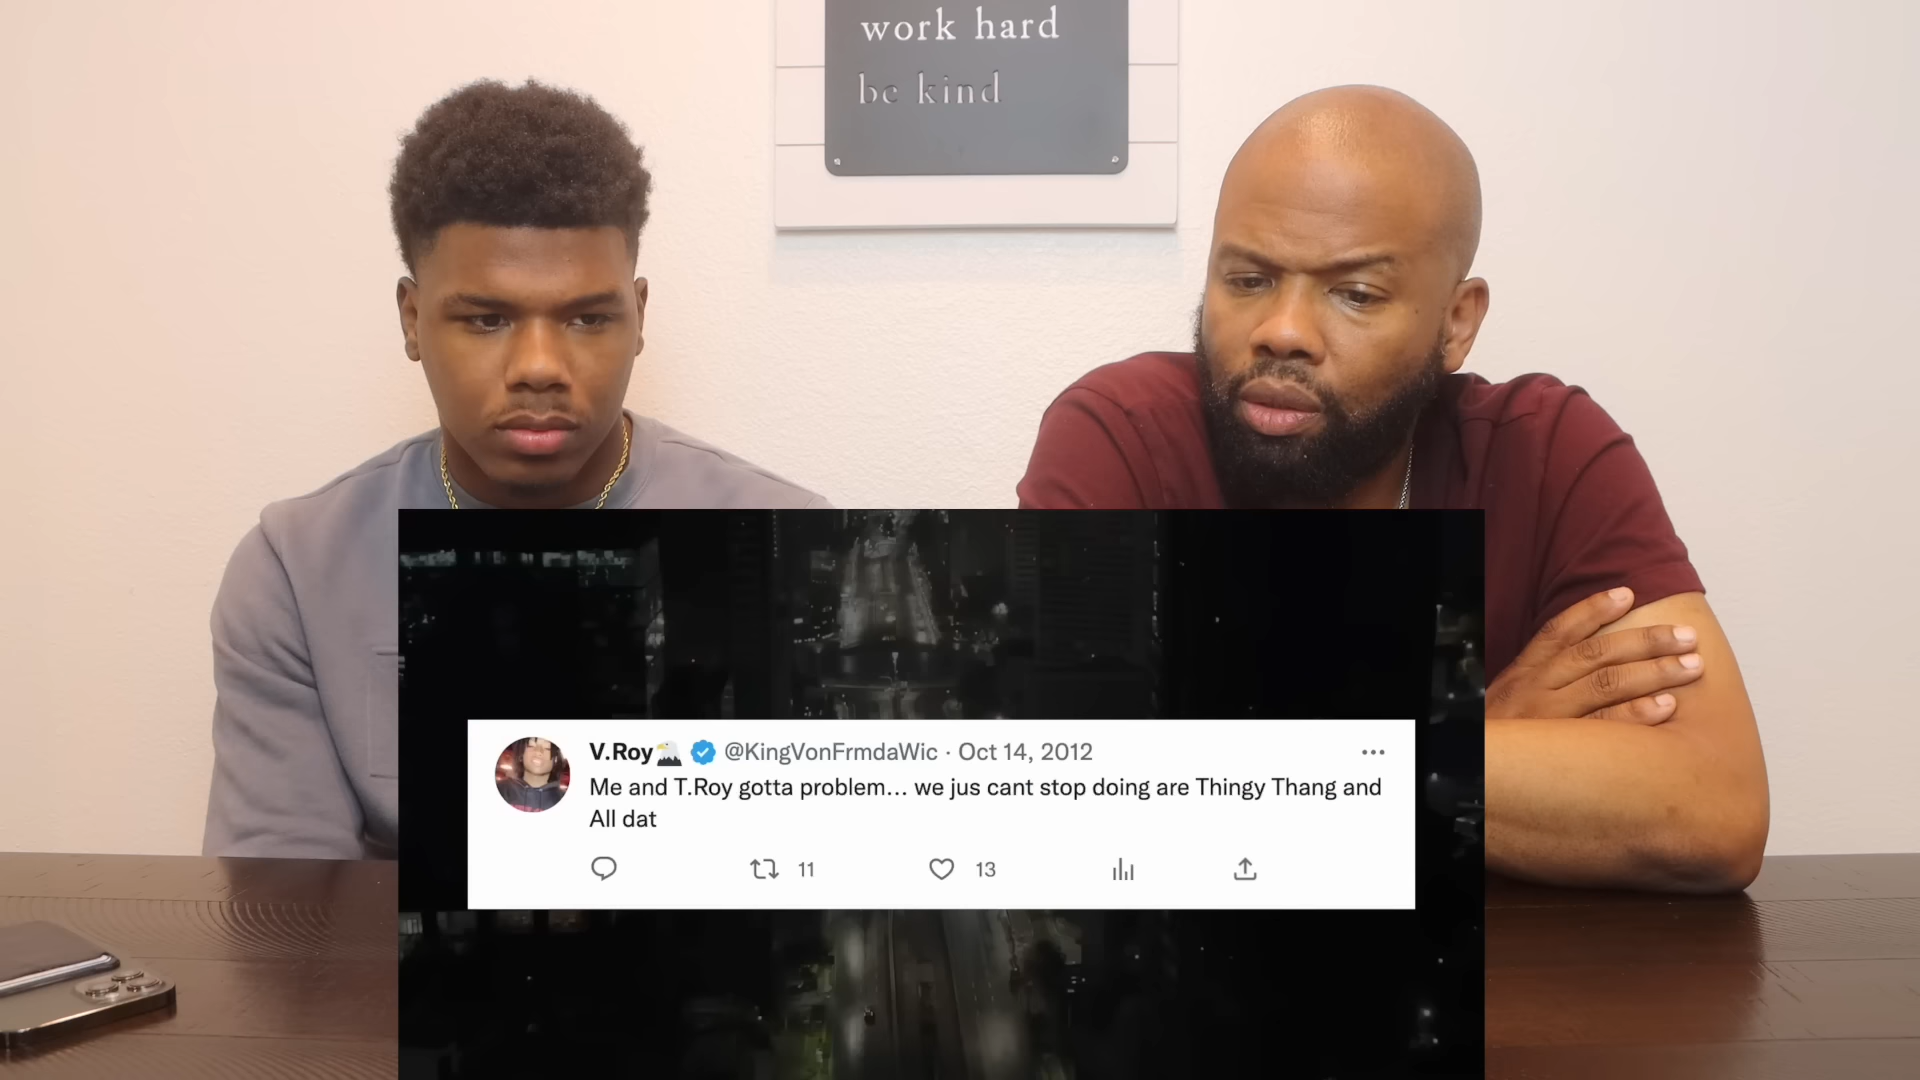 work hard
be kind
V.Roy🦅 @KingVonFrmdaWic · Oct 14, 2012
Me and T.Roy gotta problem... we jus cant stop doing are Thingy Thang and
All dat
11 13